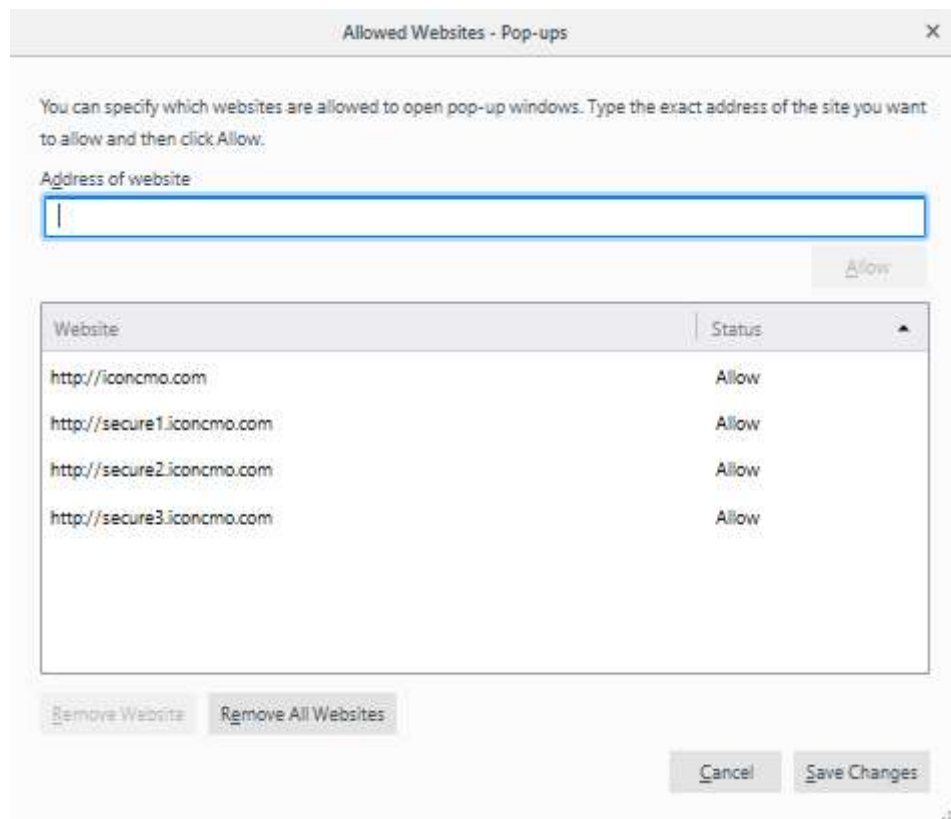 Allowed Websites - Pop-ups
You can specify which websites are allowed to open pop-up windows. Type the exact address of the site you want
to allow and then click Allow.
Address of website
Allow
Website Status
http://iconcmo.com Allow
http://secure1.iconcmo.com Allow
http://secure2.iconcmo.com Allow
http://secure3.iconcmo.com Allow
Remove Website Remove All Websites
Cancel Save Changes